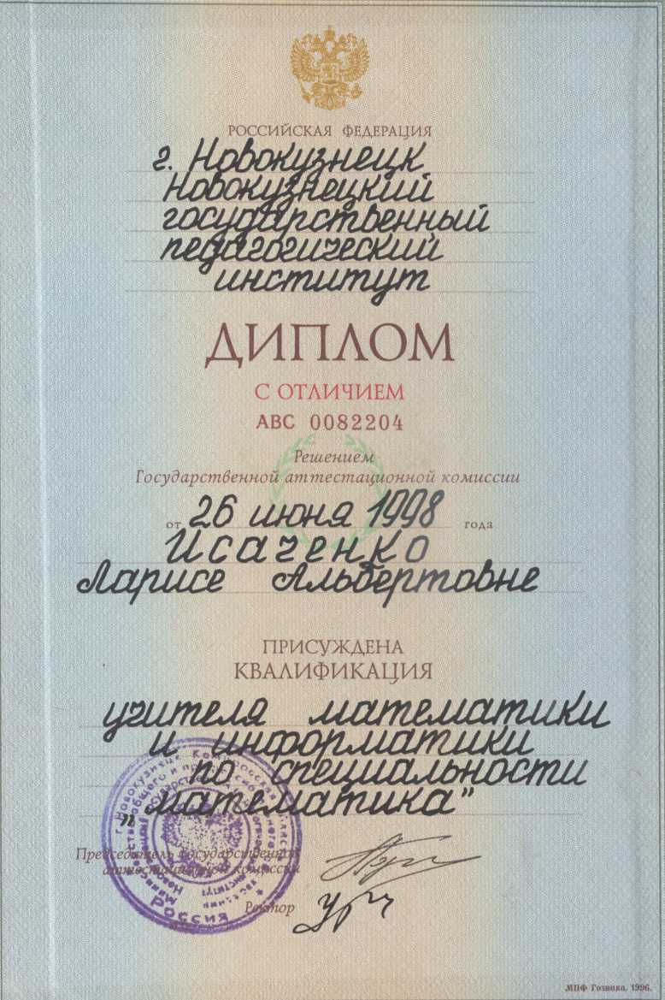 РОССИЙСКАЯ ФЕДЕРАЦИЯ
г. Новокузнецк
Новокузнецкий
государственный
педагогический
институт
ДИПЛОМ
С ОТЛИЧИЕМ
АВС 0082204
Решением
Государственной аттестационной комиссии
от 26 июня 1998 года
Исаченко
Ларисе Альбертовне
ПРИСУЖДЕНА
КВАЛИФИКАЦИЯ
учителя математики
и информатики
по специальности
„математика"
Председатель Государственной
аттестационной комиссии
Ректор
г. Новокузнецк
Россия
МПФ Гознака. 1996.